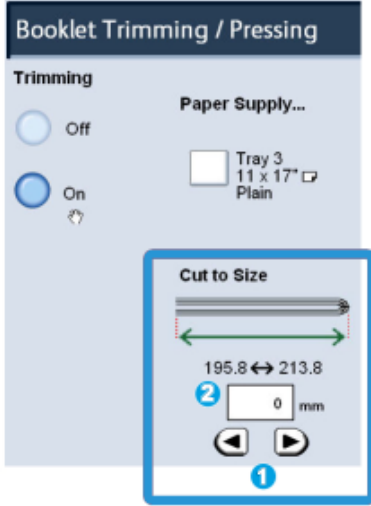 Booklet Trimming / Pressing
Trimming
Off
On
Paper Supply...
Tray 3
11 x 17"
Plain
Cut to Size
195.8 ↔ 213.8
2
0 mm
1